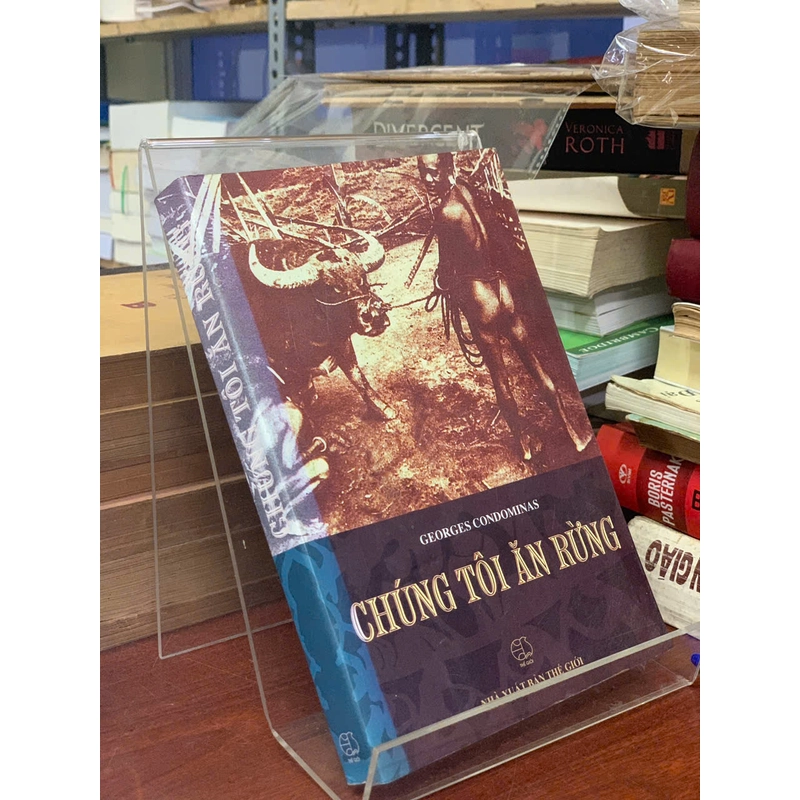 DIVERGENT
VERONICA
ROTH
CHÚNG TÔI ĂN RỪNG
GEORGES CONDOMINAS
CHÚNG TÔI ĂN RỪNG
THẾ GIỚI
NHÀ XUẤT BẢN THẾ GIỚI
CAMBRIDGE
BORIS
PASTERNAK
GIÁO